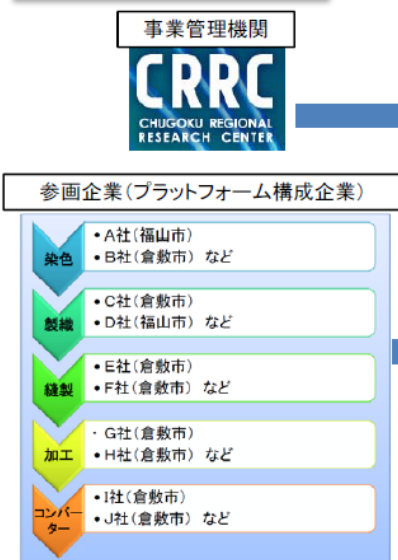 事業管理機関
CRRC
CHUGOKU REGIONAL
RESEARCH CENTER
参画企業(プラットフォーム構成企業)
染色
• A社(福山市)
• B社(倉敷市) など
製織
• C社(倉敷市)
• D社(福山市) など
縫製
• E社(倉敷市)
• F社(倉敷市) など
加工
・ G社(倉敷市)
• H社(倉敷市) など
コンバー
ター
• I社(倉敷市)
• J社(倉敷市) など